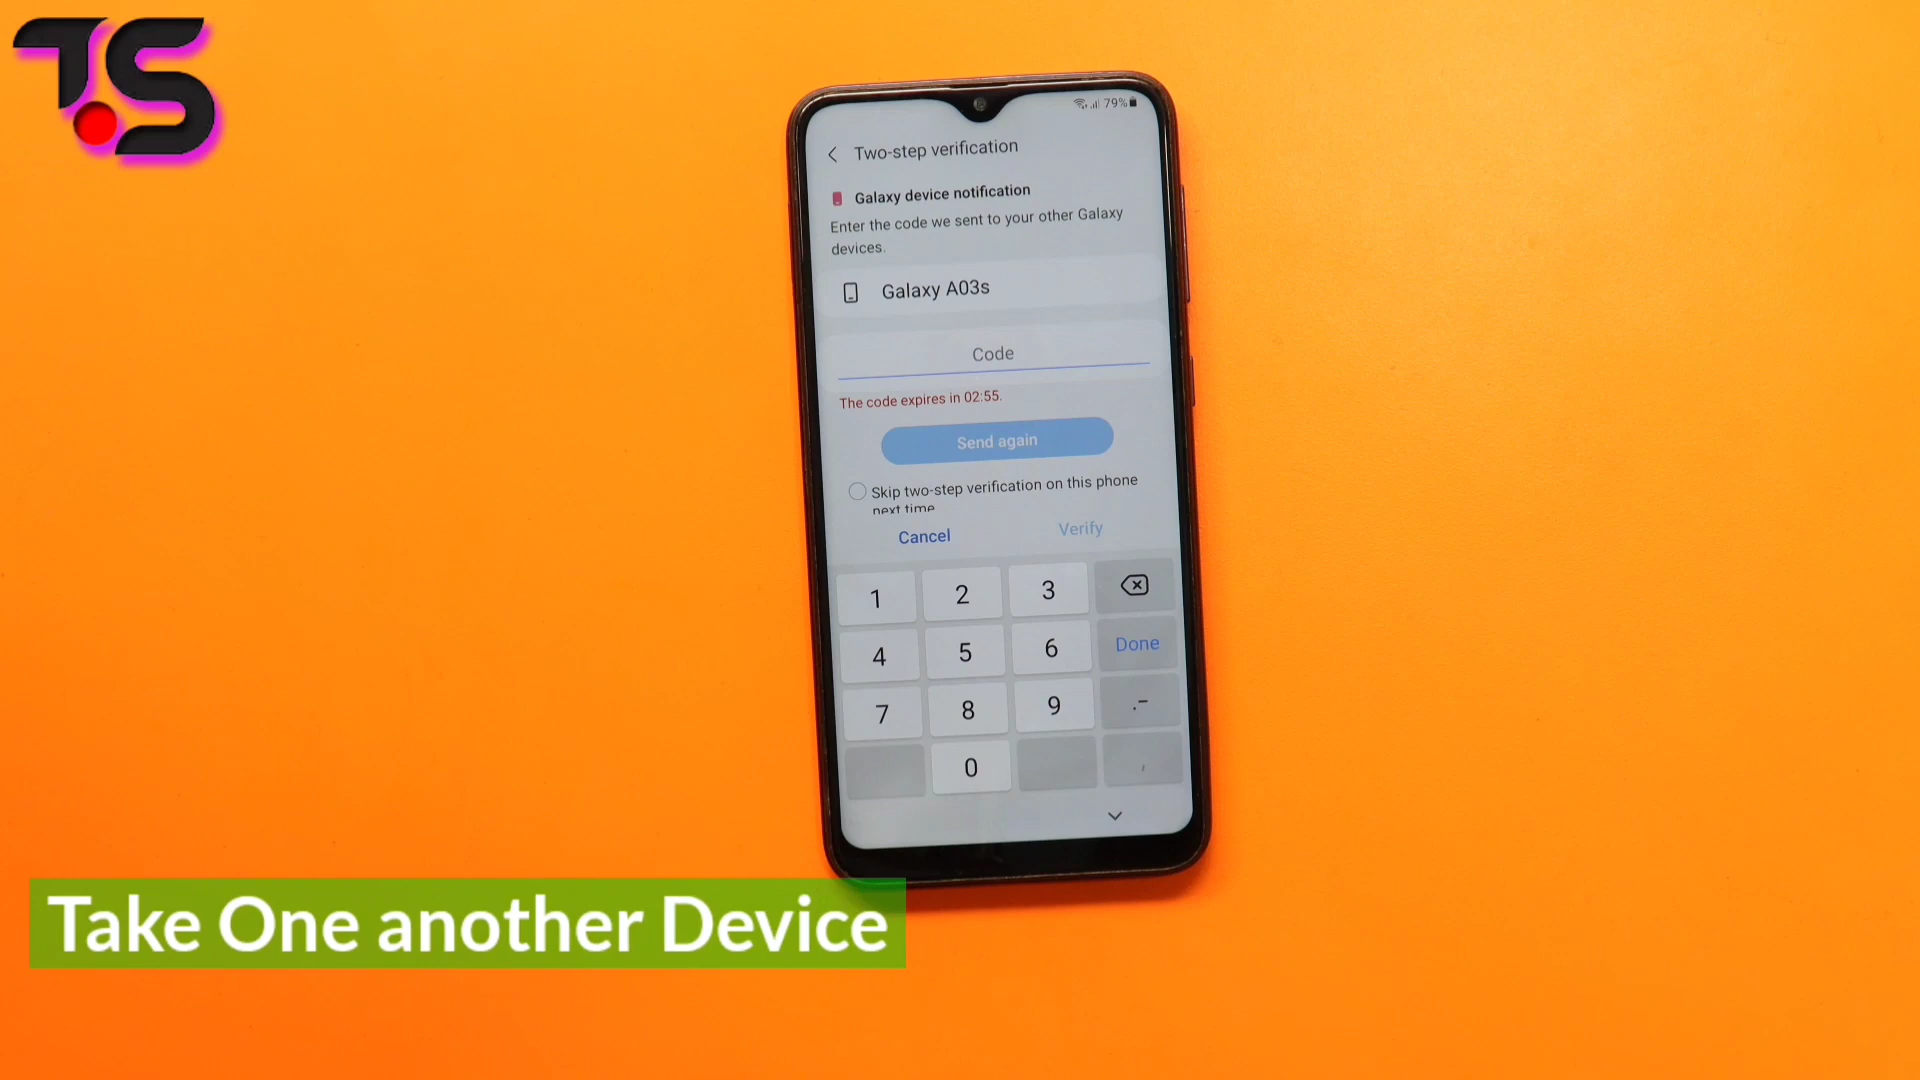 T.S
79%
Two-step verification
Galaxy device notification
Enter the code we sent to your other Galaxy
devices.
Galaxy A03s
Code
The code expires in 02:55.
Send again
Skip two-step verification on this phone
next time
Cancel Verify
1 2 3
4 5 6 Done
7 8 9 .-
0 ,
Take One another Device